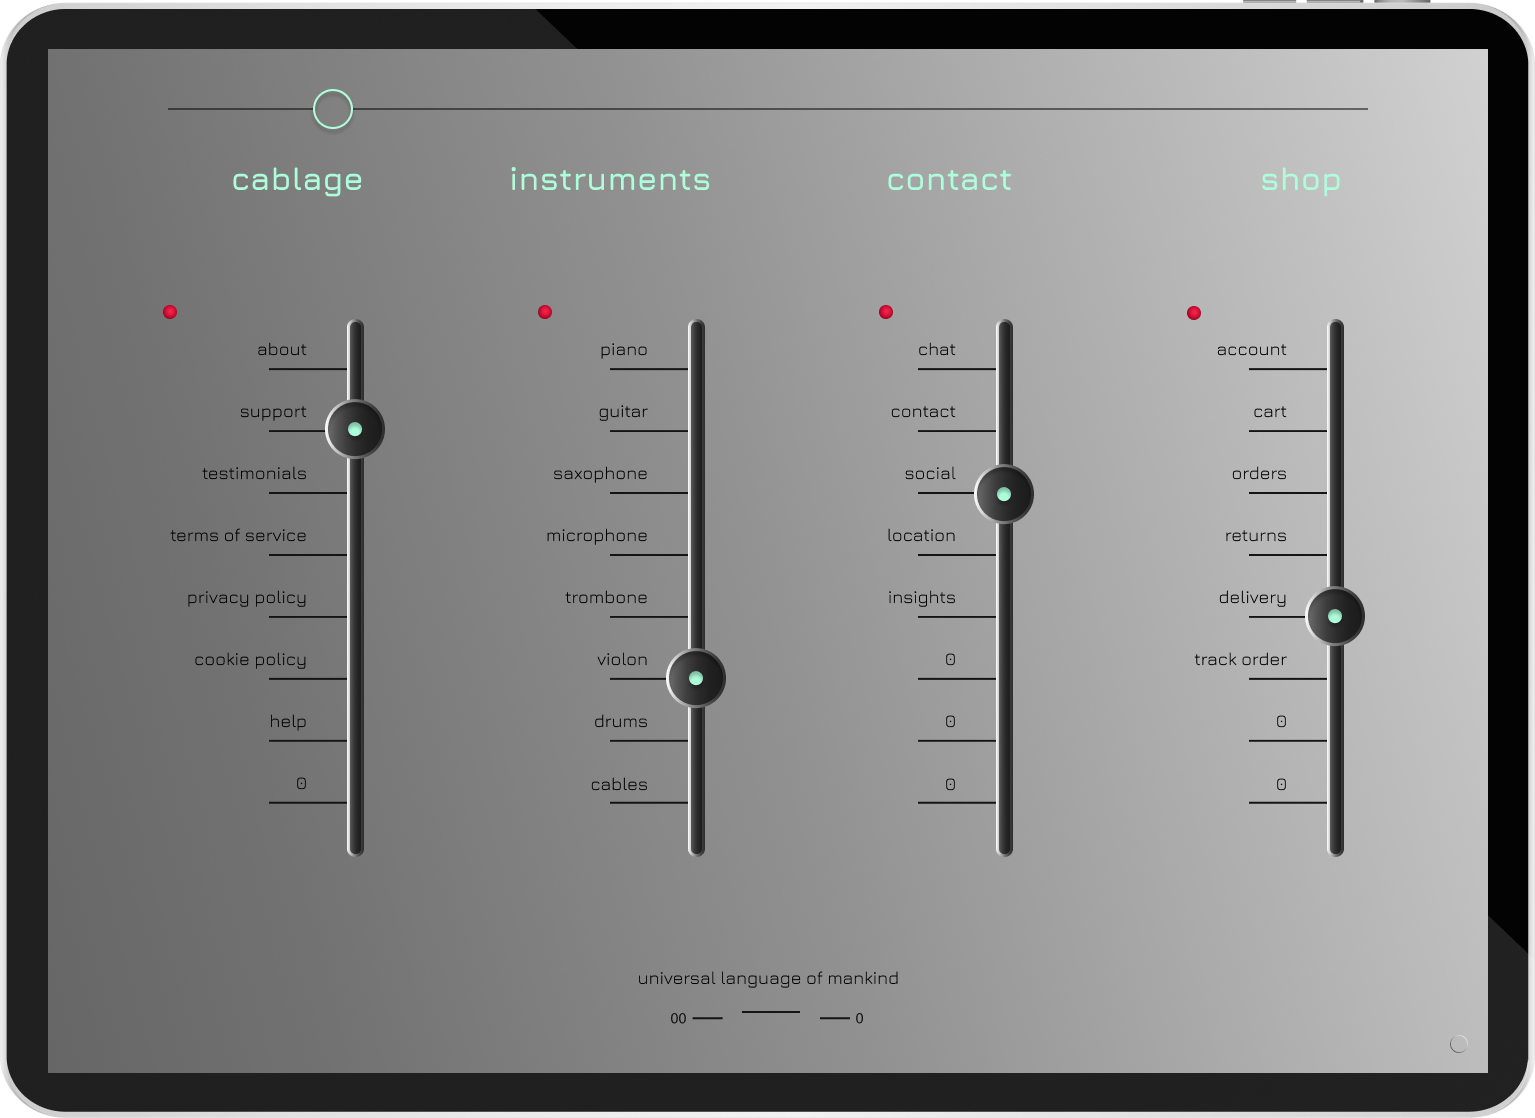 cablage instruments contact shop
about piano chat account
support guitar contact cart
testimonials saxophone social orders
terms of service microphone location returns
privacy policy trombone insights delivery
cookie policy violon 0 track order
help drums 0 0
0 cables 0 0
universal language of mankind
00 0